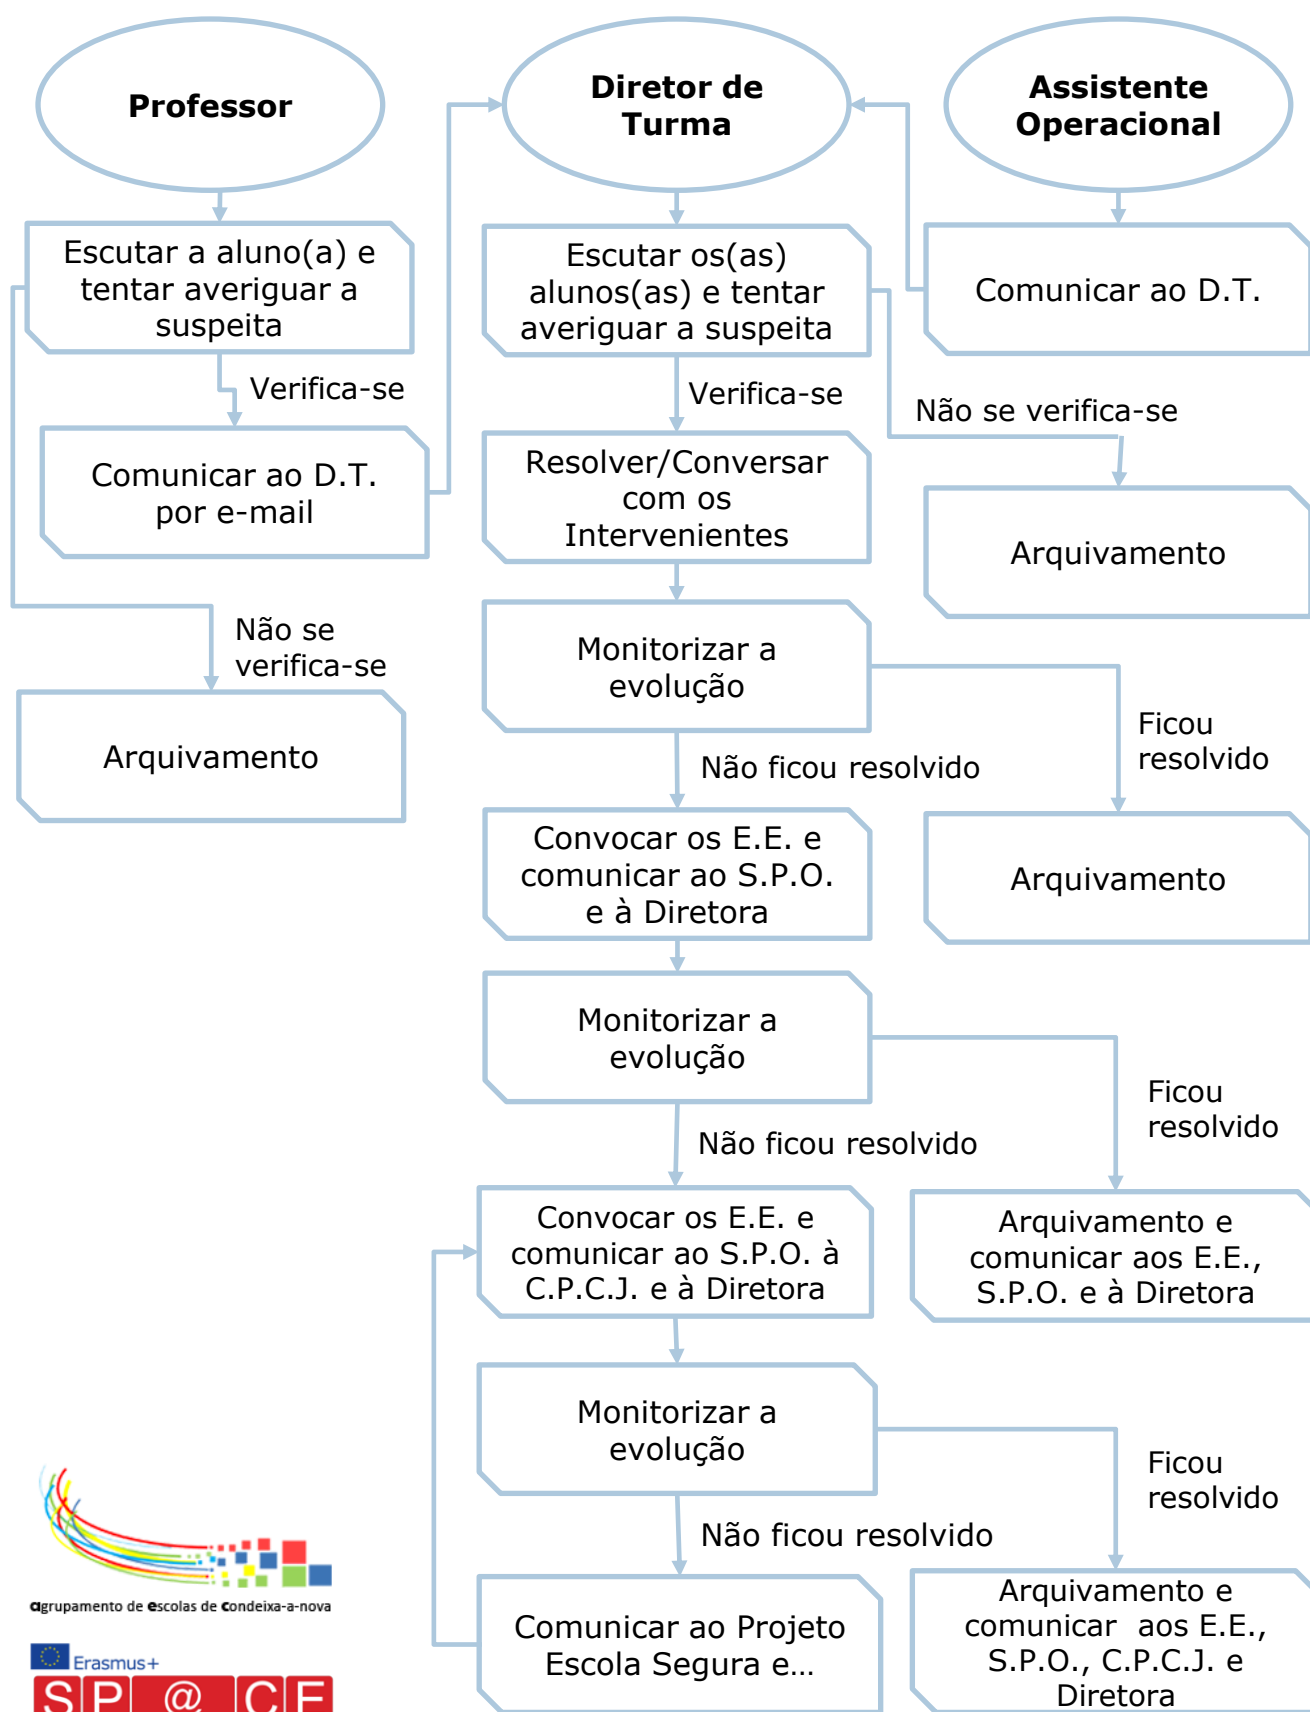 Professor
Diretor de
Turma
Assistente
Operacional
Escutar a aluno(a) e
tentar averiguar a
suspeita
Escutar os(as)
alunos(as) e tentar
averiguar a suspeita
Comunicar ao D.T.
Verifica-se
Verifica-se
Não se verifica-se
Comunicar ao D.T.
por e-mail
Resolver/Conversar
com os
Intervenientes
Arquivamento
Não se
verifica-se
Monitorizar a
evolução
Arquivamento
Ficou
resolvido
Não ficou resolvido
Convocar os E.E. e
comunicar ao S.P.O.
e à Diretora
Arquivamento
Monitorizar a
evolução
Ficou
resolvido
Não ficou resolvido
Convocar os E.E. e
comunicar ao S.P.O. à
C.P.C.J. e à Diretora
Arquivamento e
comunicar aos E.E.,
S.P.O. e à Diretora
Monitorizar a
evolução
Ficou
resolvido
Não ficou resolvido
Comunicar ao Projeto
Escola Segura e...
Arquivamento e
comunicar aos E.E.,
S.P.O., C.P.C.J. e
Diretora
agrupamento de escolas de condeixa-a-nova
Erasmus+
SP@CE